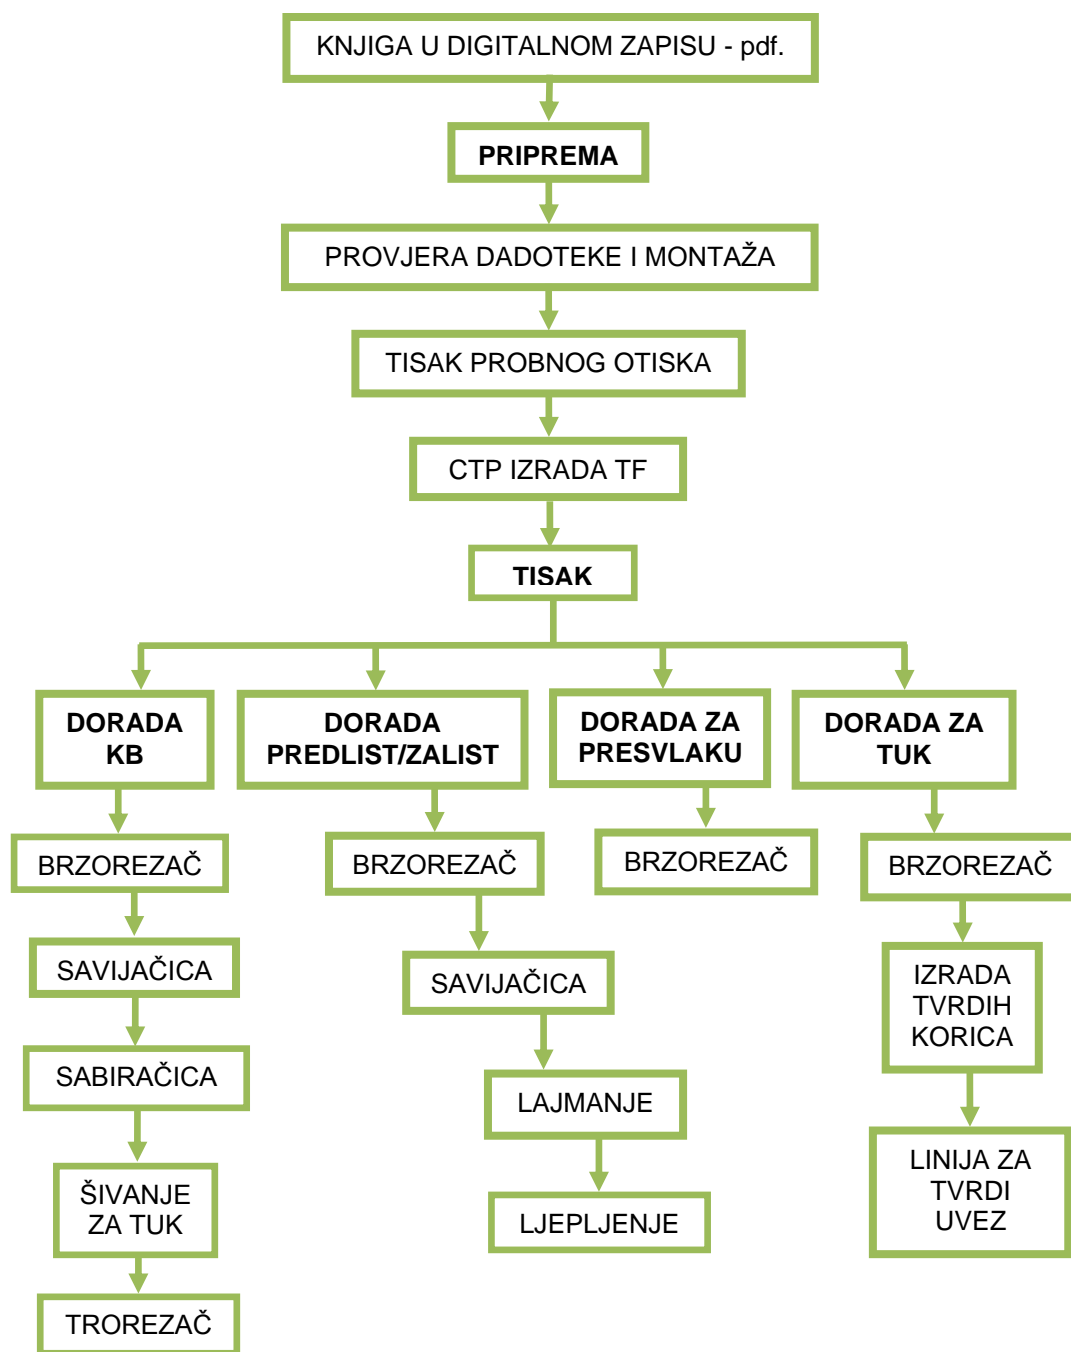 KNJIGA U DIGITALNOM ZAPISU - pdf.
PRIPREMA
PROVJERA DADOTEKE I MONTAŽA
TISAK PROBNOG OTISKA
CTP IZRADA TF
TISAK
DORADA
KB
BRZOREZAČ
SAVIJAČICA
SABIRAČICA
ŠIVANJE
ZA TUK
TROREZAČ
DORADA
PREDLIST/ZALIST
BRZOREZAČ
SAVIJAČICA
LAJMANJE
LJEPLJENJE
DORADA ZA
PRESVLAKU
BRZOREZAČ
DORADA ZA
TUK
BRZOREZAČ
IZRADA
TVRDIH
KORICA
LINIJA ZA
TVRDI
UVEZ